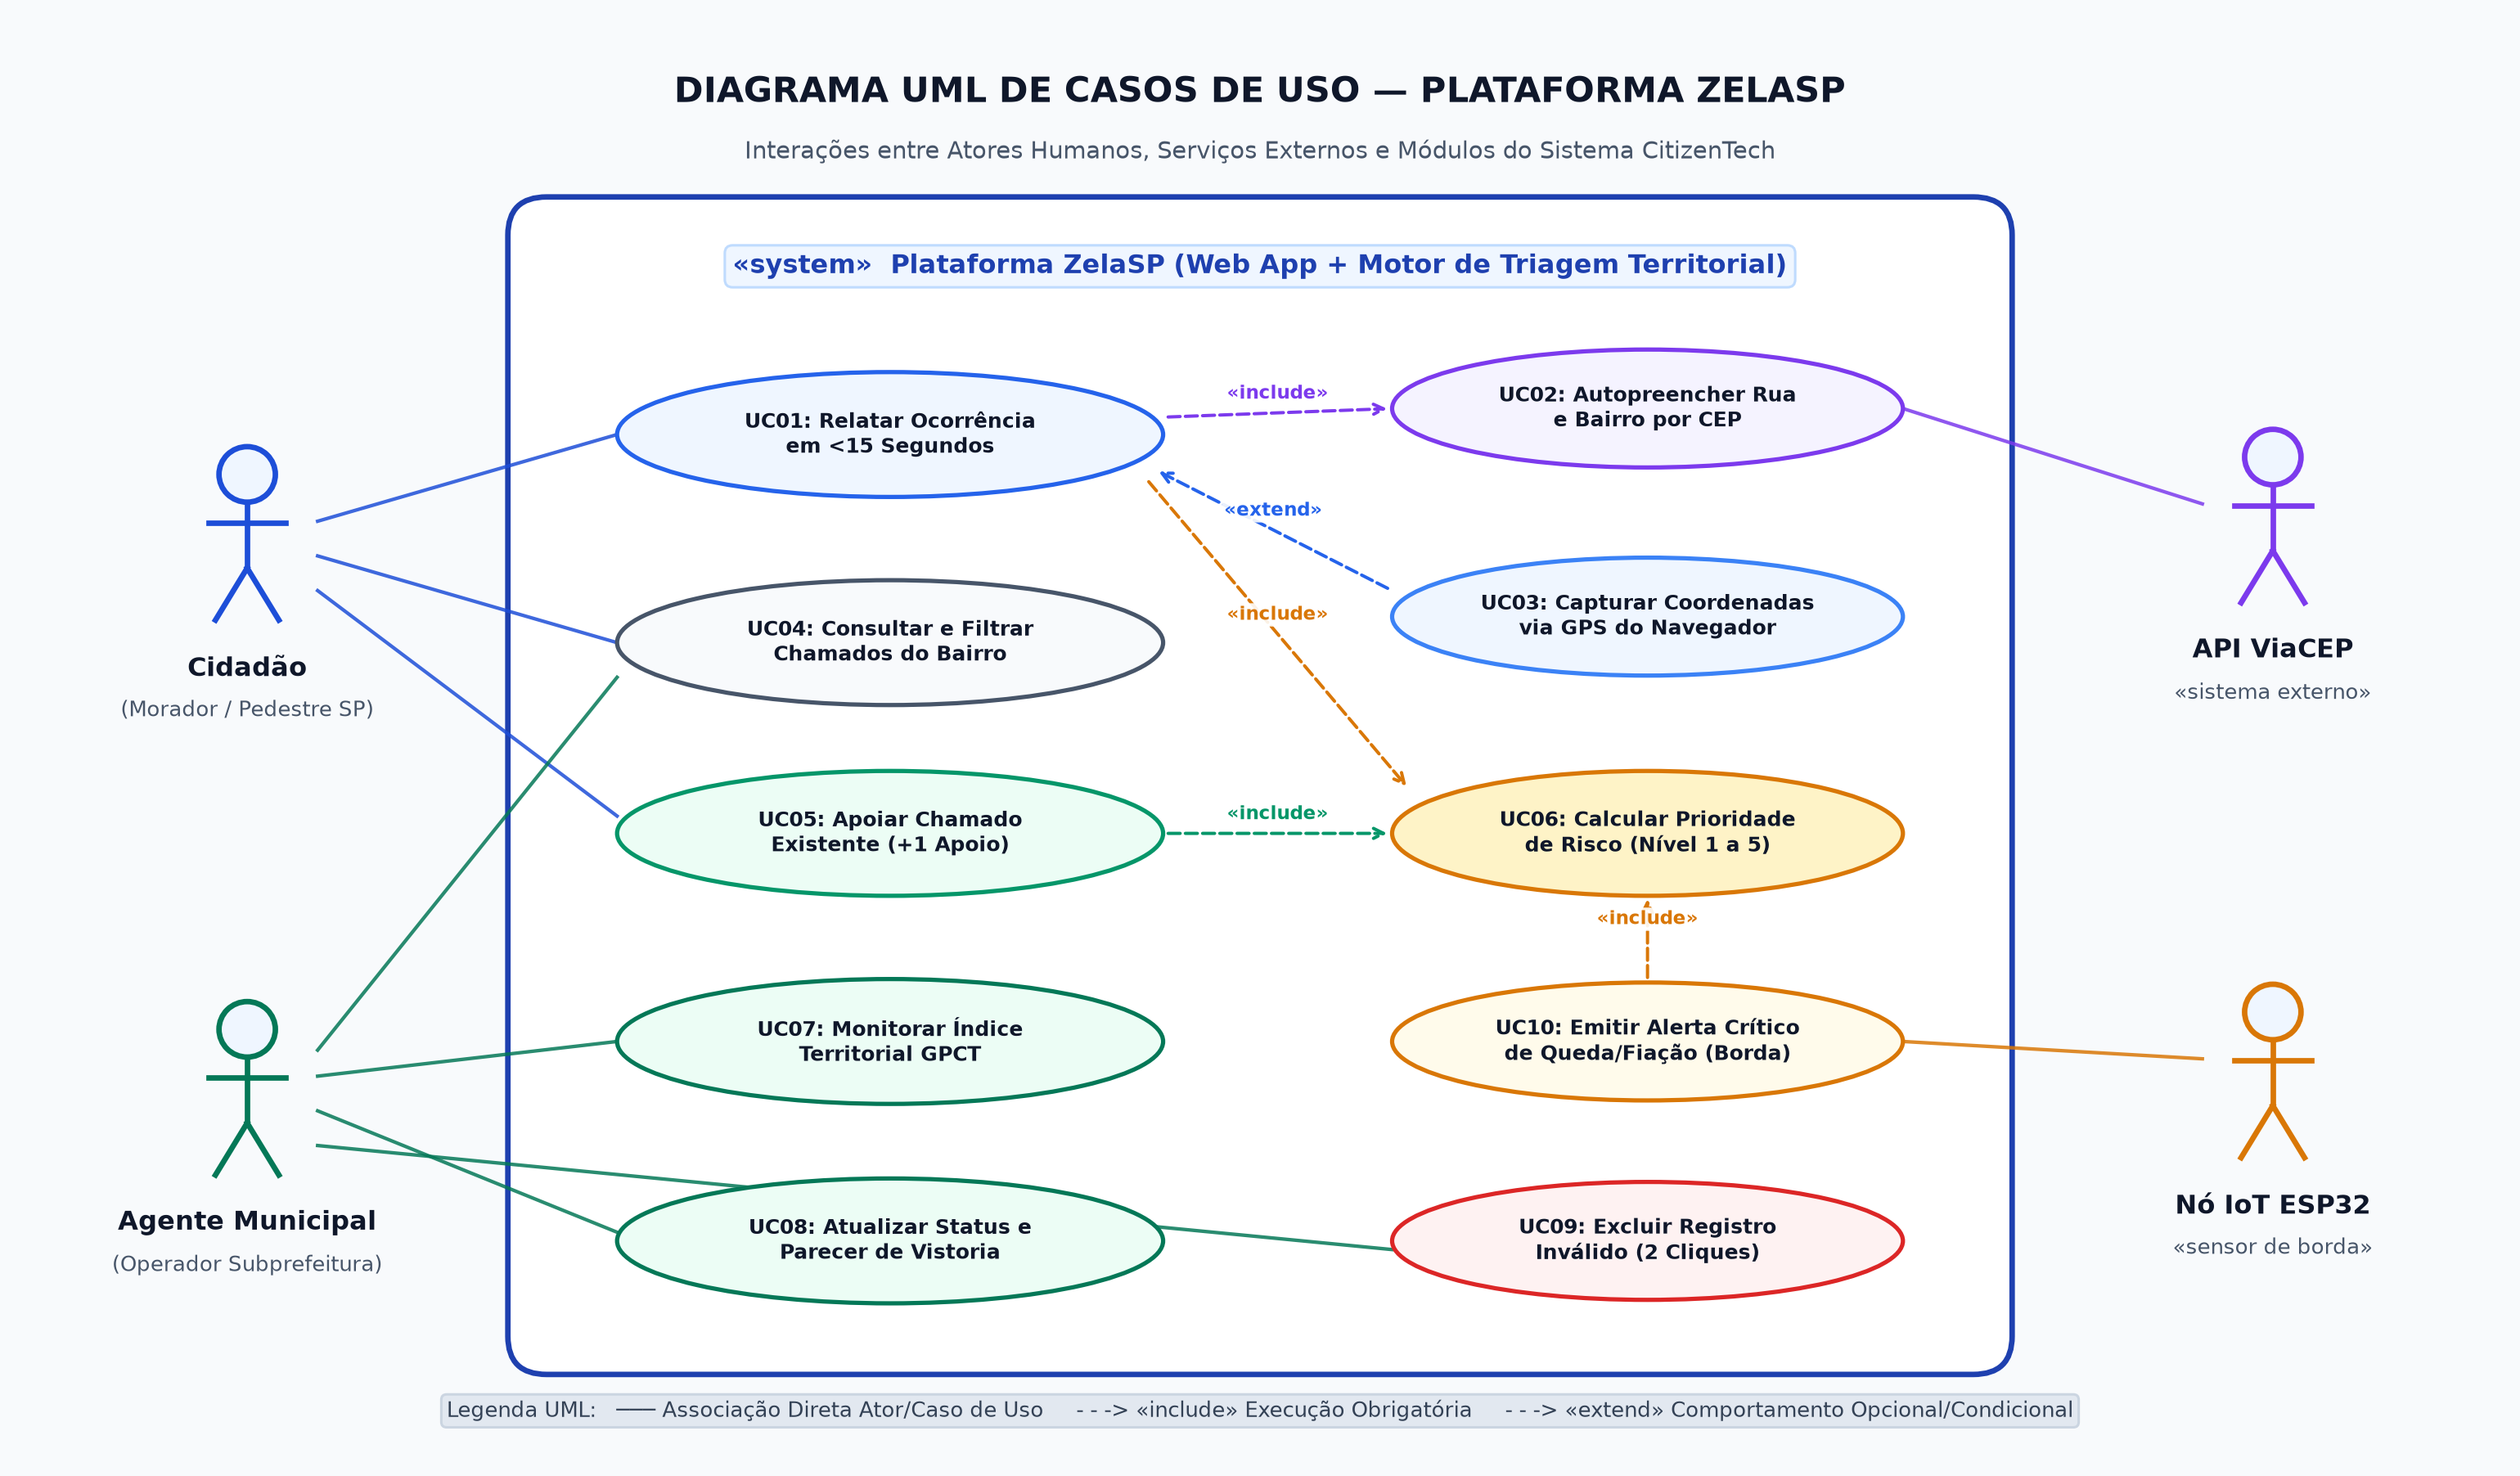 DIAGRAMA UML DE CASOS DE USO — PLATAFORMA ZELASP
Interações entre Atores Humanos, Serviços Externos e Módulos do Sistema CitizenTech
«system»  Plataforma ZelaSP (Web App + Motor de Triagem Territorial)
UC01: Relatar Ocorrência
em <15 Segundos
«include»
UC02: Autopreencher Rua
e Bairro por CEP
«extend»
UC03: Capturar Coordenadas
via GPS do Navegador
«include»
UC04: Consultar e Filtrar
Chamados do Bairro
Cidadão
(Morador / Pedestre SP)
API ViaCEP
«sistema externo»
UC05: Apoiar Chamado
Existente (+1 Apoio)
«include»
UC06: Calcular Prioridade
de Risco (Nível 1 a 5)
«include»
UC07: Monitorar Índice
Territorial GPCT
UC10: Emitir Alerta Crítico
de Queda/Fiação (Borda)
Agente Municipal
(Operador Subprefeitura)
UC08: Atualizar Status e
Parecer de Vistoria
UC09: Excluir Registro
Inválido (2 Cliques)
Nó IoT ESP32
«sensor de borda»
Legenda UML:   —— Associação Direta Ator/Caso de Uso     - - -> «include» Execução Obrigatória     - - -> «extend» Comportamento Opcional/Condicional